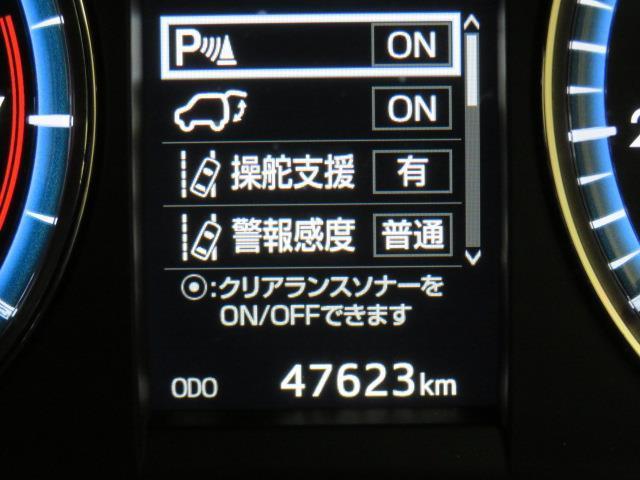 P ON
ON
操舵支援 有
警報感度 普通
⦿:クリアランスソナーを
ON/OFFできます
ODO 47623km